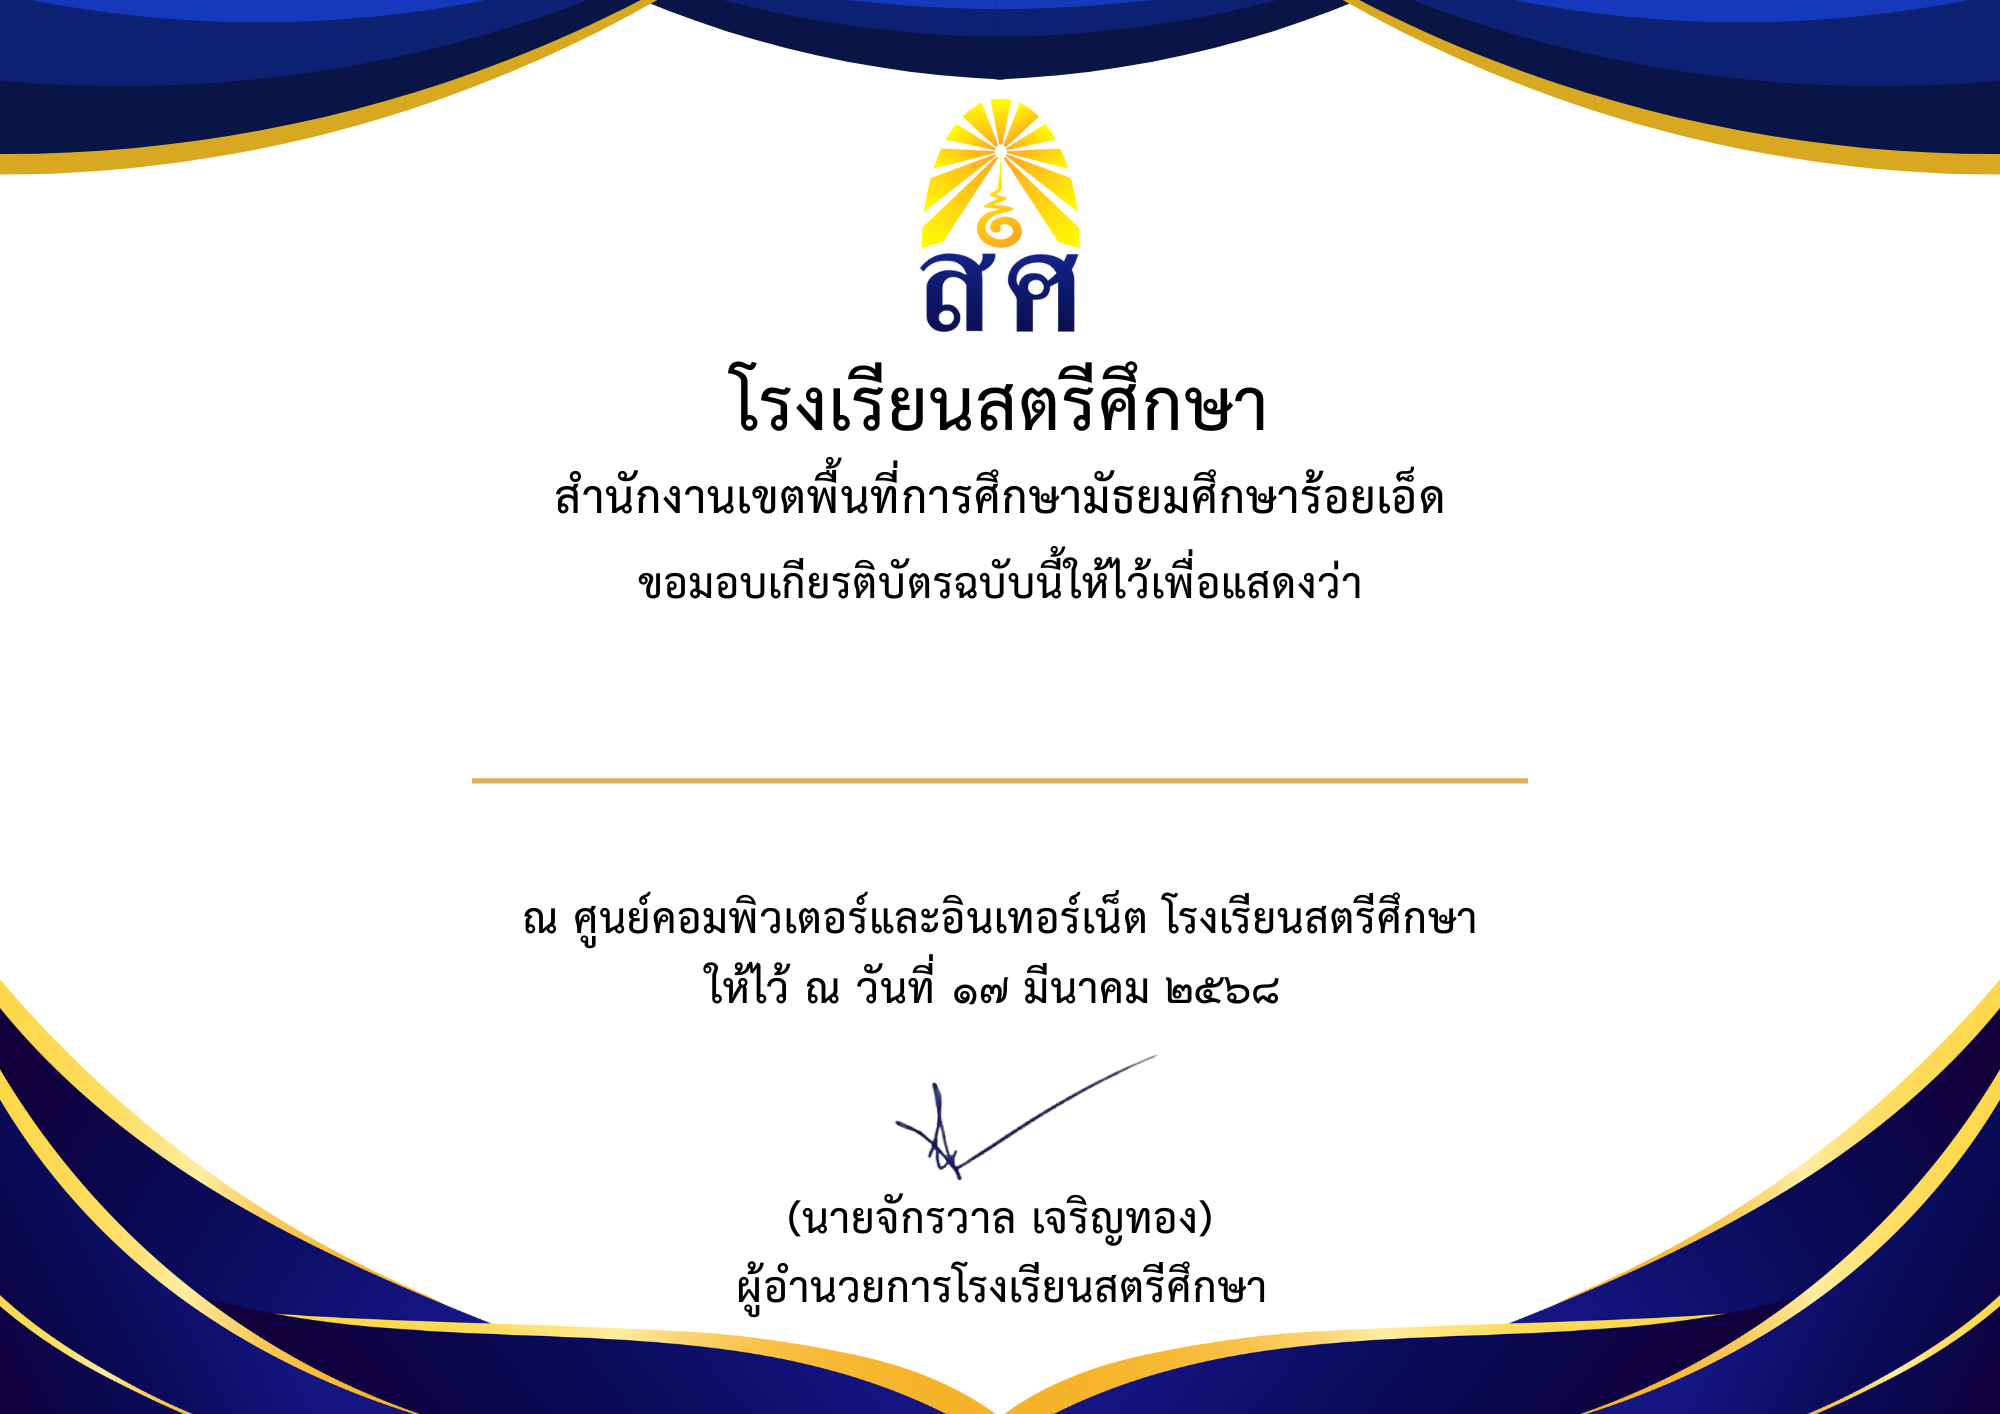 ส ศ
โรงเรียนสตรีศึกษา
สำนักงานเขตพื้นที่การศึกษามัธยมศึกษาร้อยเอ็ด
ขอมอบเกียรติบัตรฉบับนี้ให้ไว้เพื่อแสดงว่า
ณ ศูนย์คอมพิวเตอร์และอินเทอร์เน็ต โรงเรียนสตรีศึกษา
ให้ไว้ ณ วันที่ ๑๗ มีนาคม ๒๕๖๘
(นายจักรวาล เจริญทอง)
ผู้อำนวยการโรงเรียนสตรีศึกษา